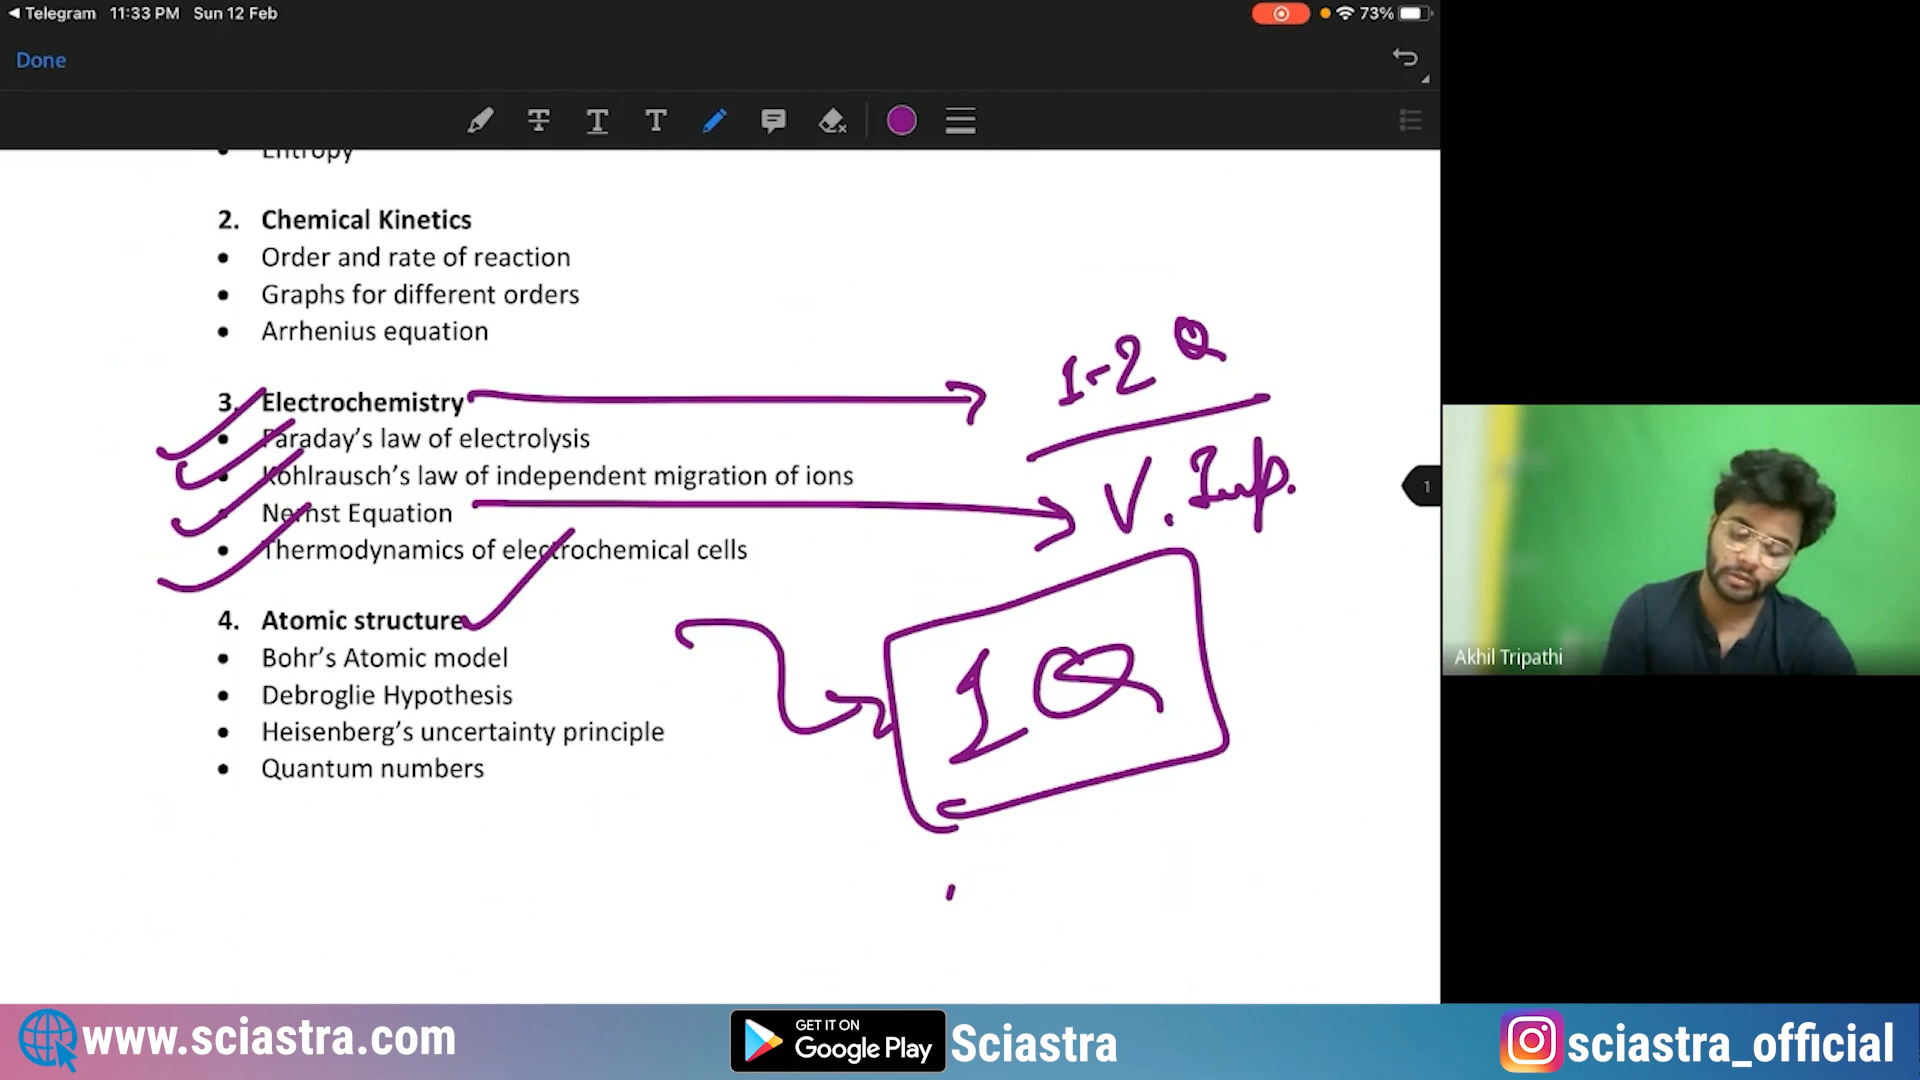 Telegram 11:33 PM Sun 12 Feb 73%
Done
T T T
Entropy
2. Chemical Kinetics
• Order and rate of reaction
• Graphs for different orders
• Arrhenius equation
1-2 Q
3. Electrochemistry
• Faraday's law of electrolysis
• Kohlrausch's law of independent migration of ions
1
• Nernst Equation
V. Imp.
• Thermodynamics of electrochemical cells
4. Atomic structure
• Bohr's Atomic model
Akhil Tripathi
• Debroglie Hypothesis
1 Q
• Heisenberg's uncertainty principle
• Quantum numbers
www.sciastra.com
GET IT ON
Google Play
Sciastra
sciastra_official